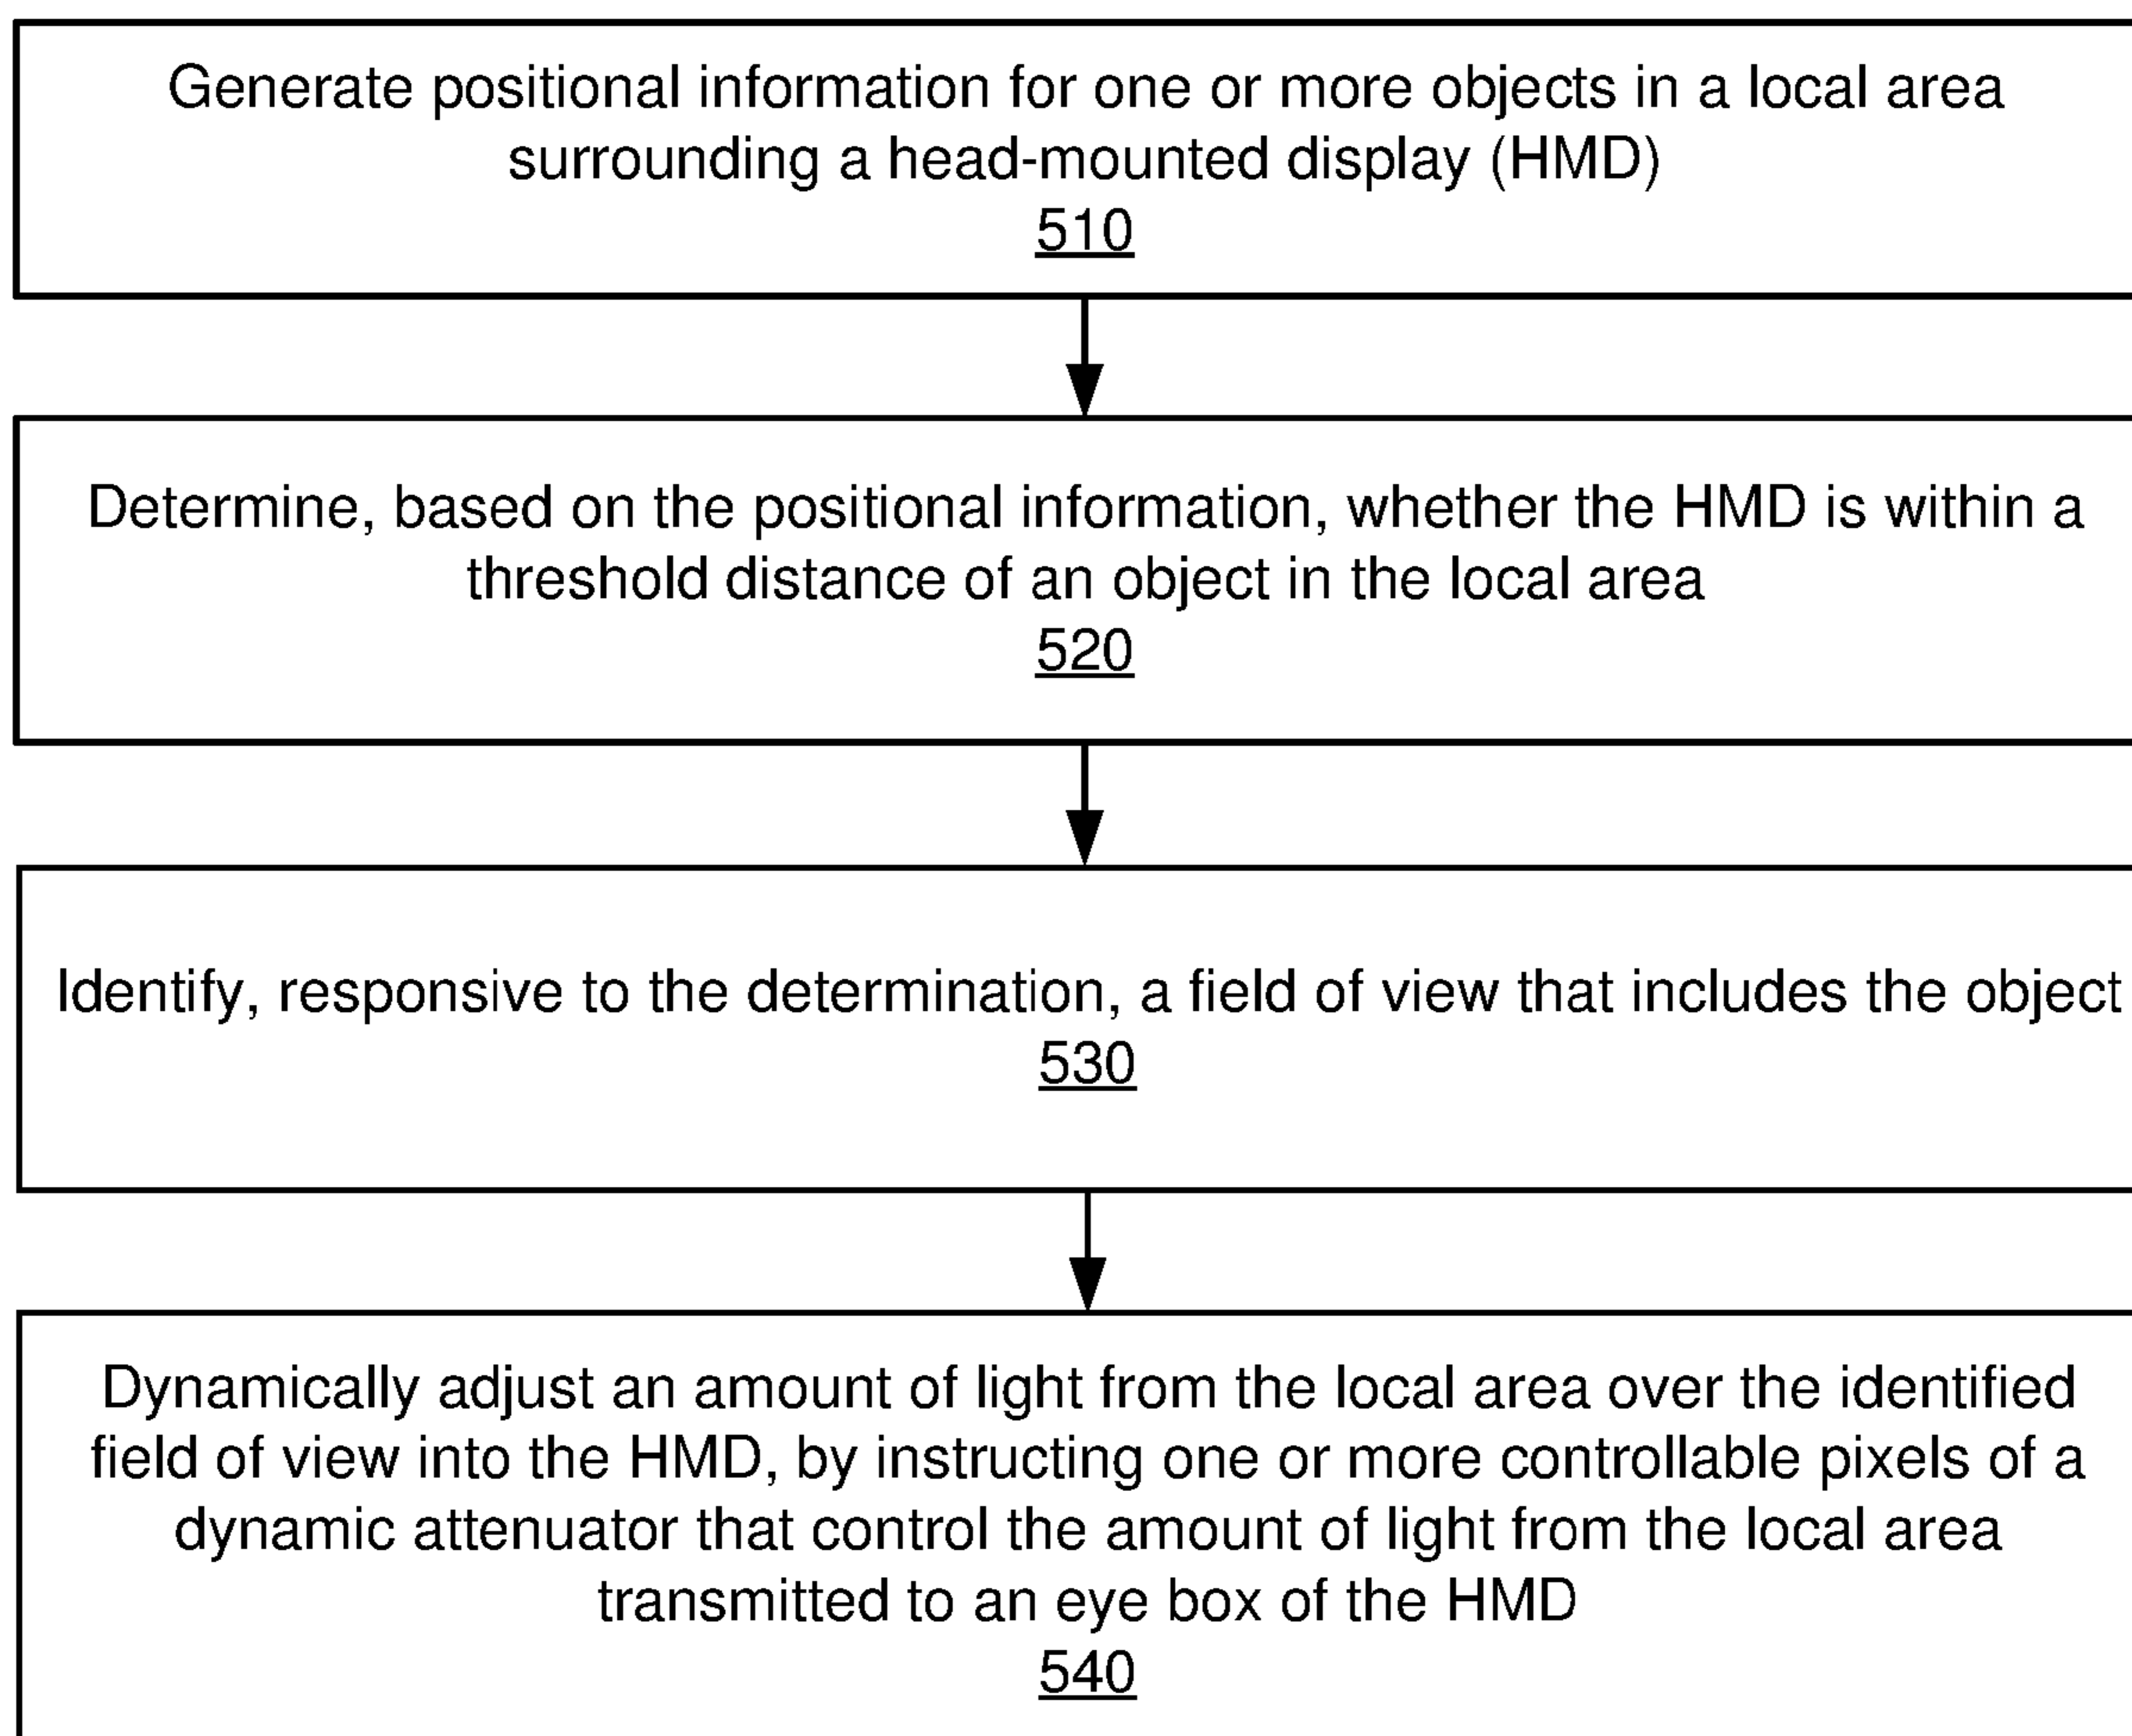 Generate positional information for one or more objects in a local area
surrounding a head-mounted display (HMD)
510
Determine, based on the positional information, whether the HMD is within a
threshold distance of an object in the local area
520
Identify, responsive to the determination, a field of view that includes the object
530
Dynamically adjust an amount of light from the local area over the identified
field of view into the HMD, by instructing one or more controllable pixels of a
dynamic attenuator that control the amount of light from the local area
transmitted to an eye box of the HMD
540